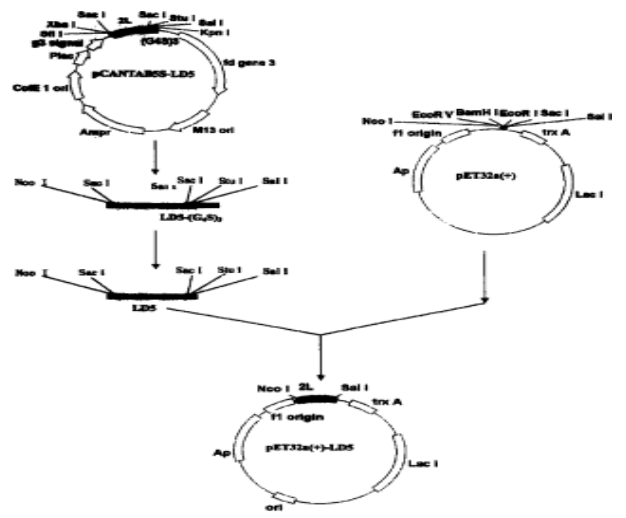 Sac I 2L Sac I Stu I
Xba I Sal I
Sfi I Kpn I
g3 signal (G4S)3
Plac fd gene 3
pCANTAB5S-LD5
ColE 1 ori
Ampr M13 ori
Nco I Sac I Sac I Stu I Sal I
LD5-(G4S)3
Nco I Sac I Sac I Stu I Sal I
LD5
EcoR V BamH I EcoR I Sac I
Nco I Sal I
f1 origin trx A
Ap pET32a(+)
Lac I
Nco I 2L Sal I
f1 origin trx A
Ap pET32a(+)-LD5
Lac I
ori